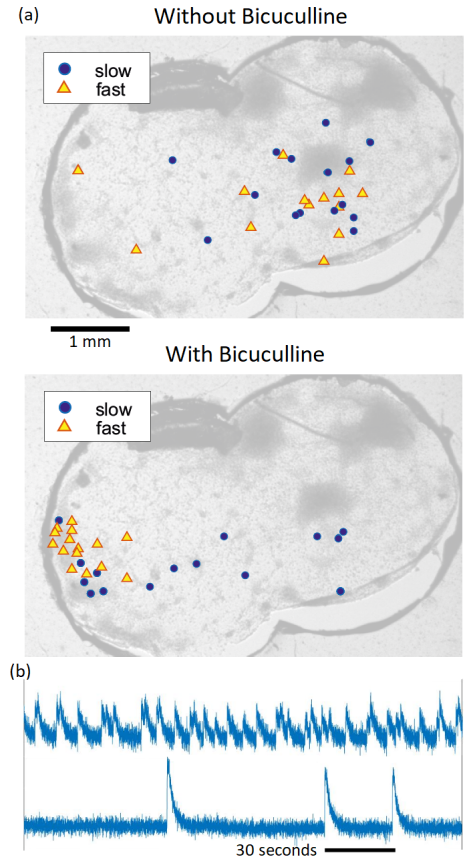 (a)
Without Bicuculline
slow
fast
1 mm
With Bicuculline
slow
fast
(b)
30 seconds